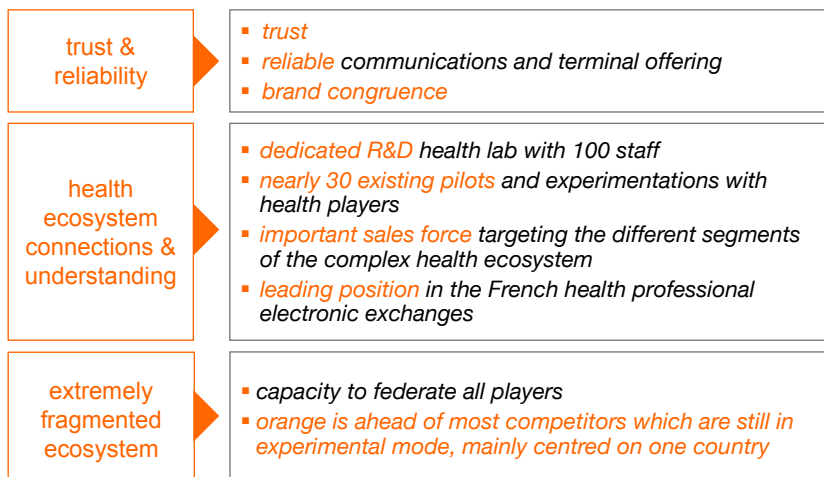 trust &
reliability
▪ trust
▪ reliable communications and terminal offering
▪ brand congruence
health
ecosystem
connections &
understanding
▪ dedicated R&D health lab with 100 staff
▪ nearly 30 existing pilots and experimentations with
health players
▪ important sales force targeting the different segments
of the complex health ecosystem
▪ leading position in the French health professional
electronic exchanges
extremely
fragmented
ecosystem
▪ capacity to federate all players
▪ orange is ahead of most competitors which are still in
experimental mode, mainly centred on one country